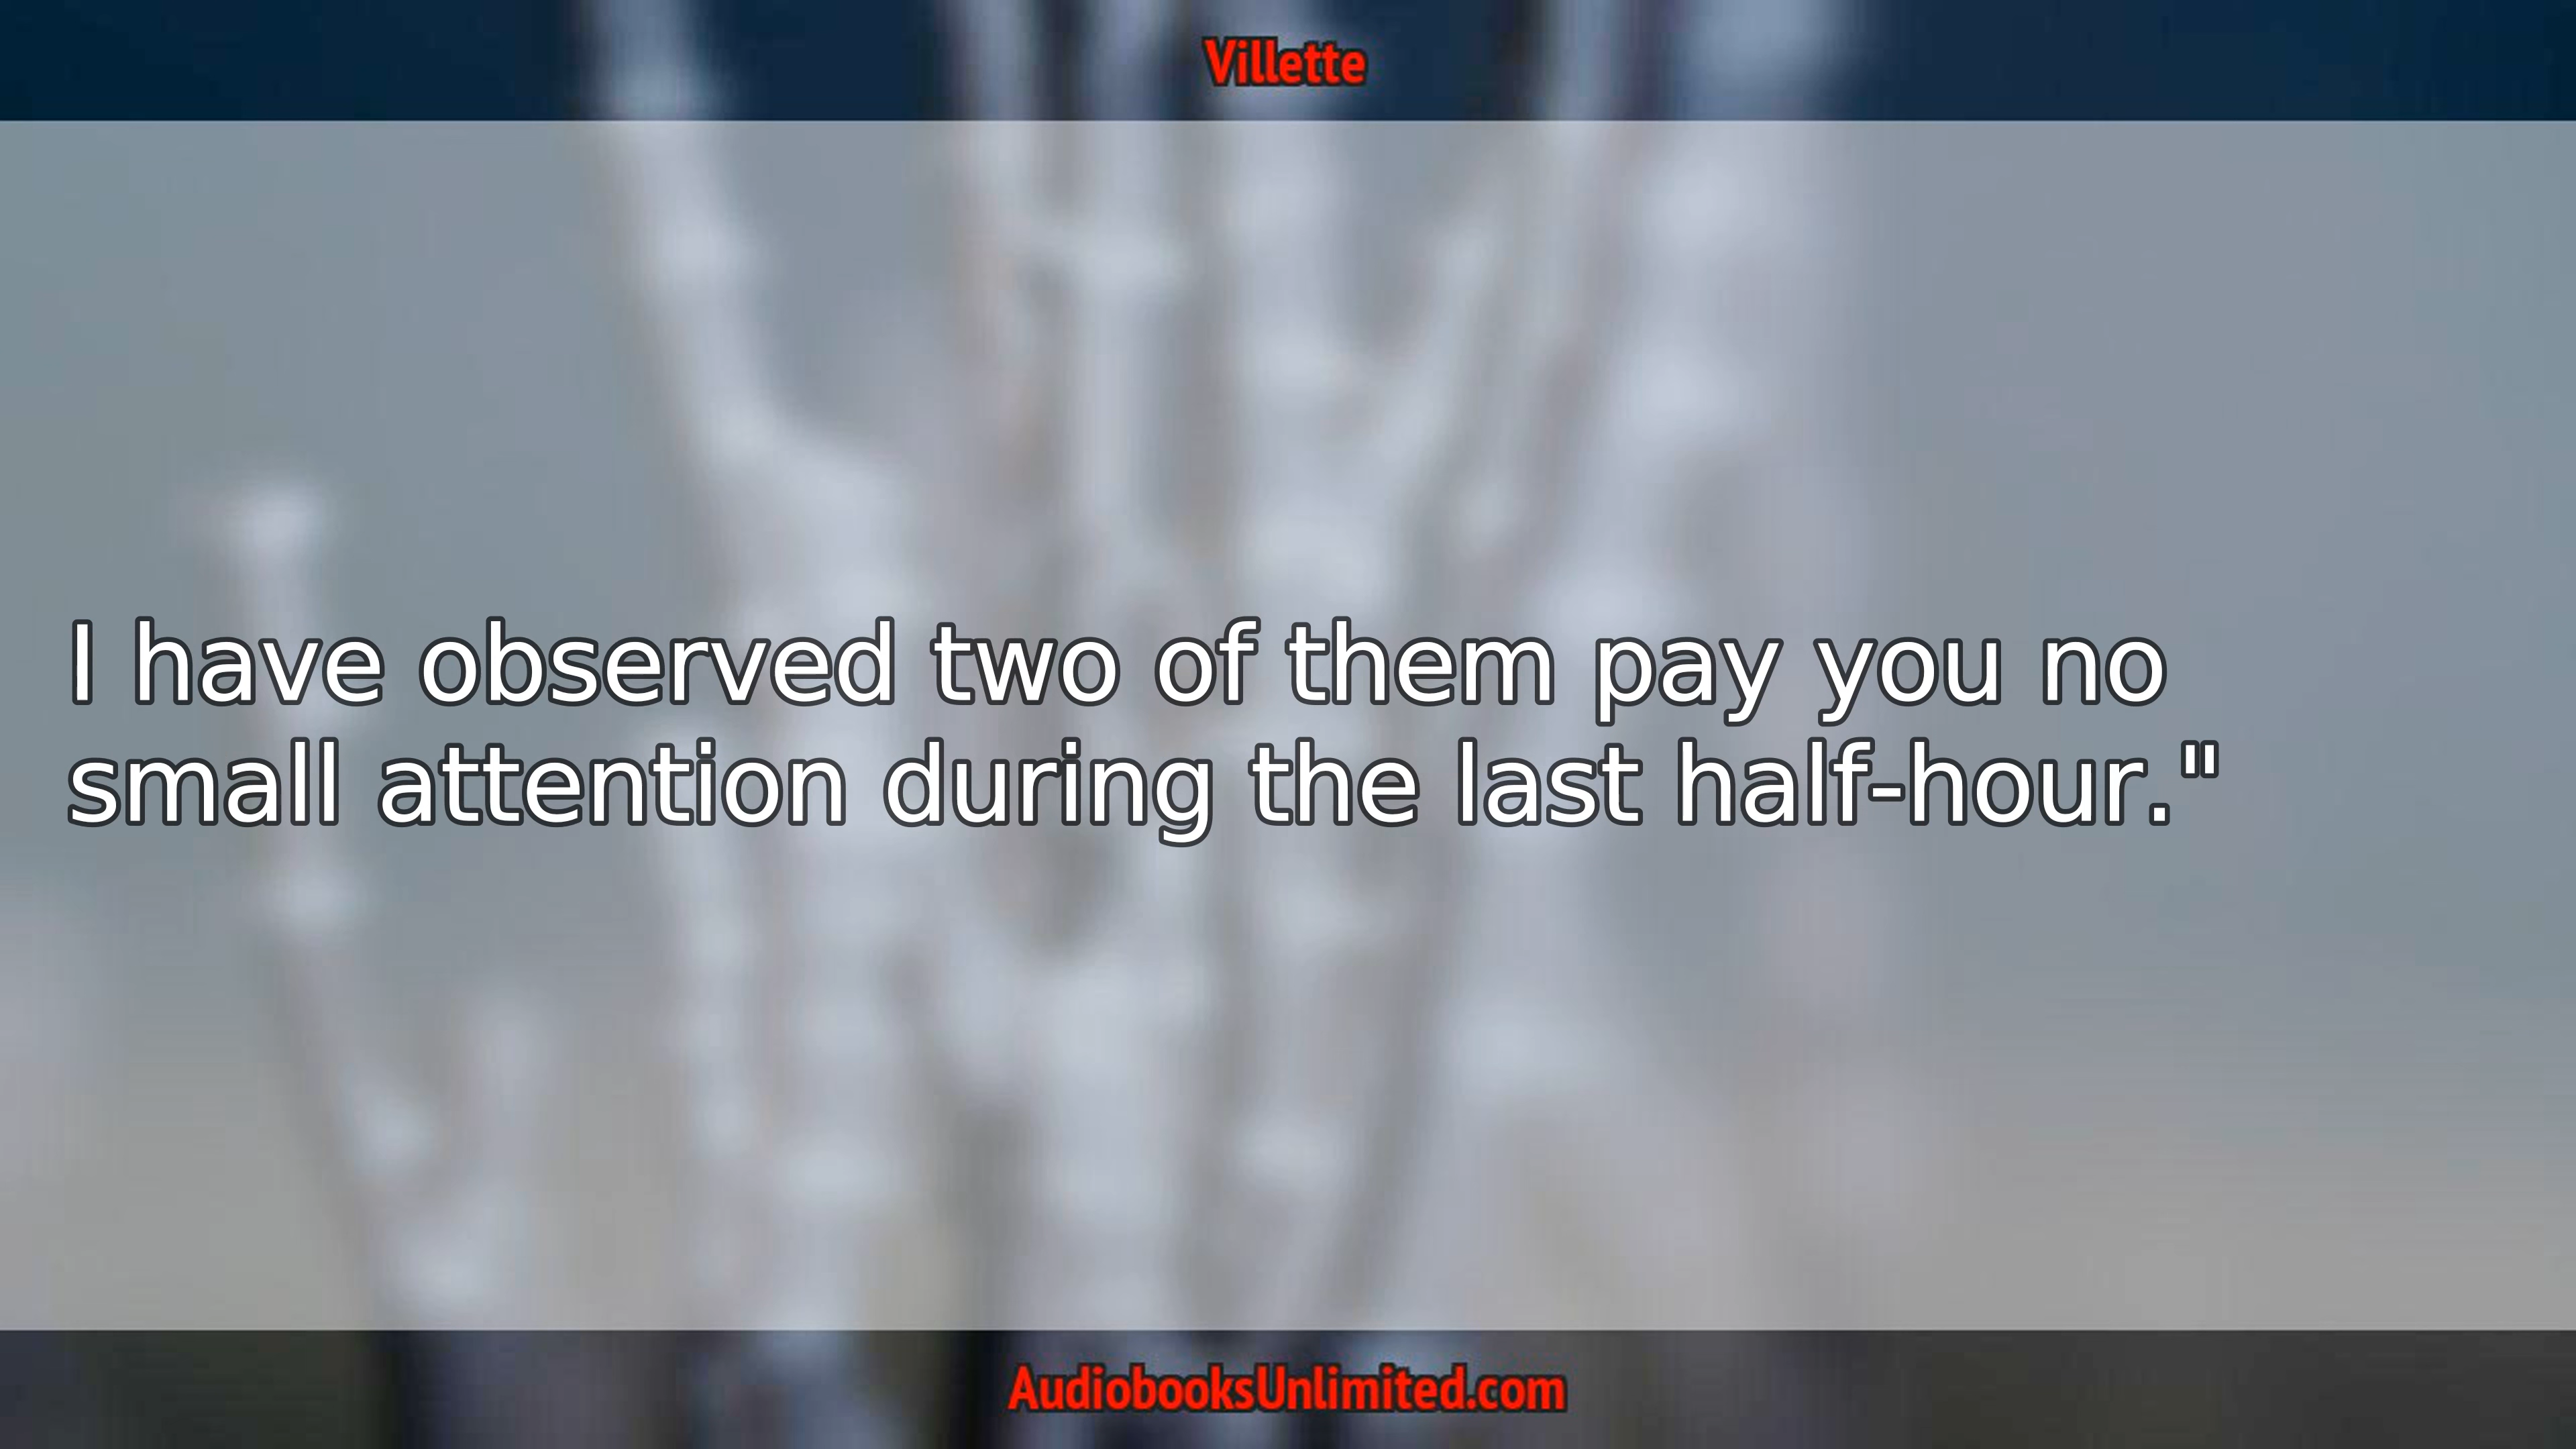 Villette
I have observed two of them pay you no
small attention during the last half-hour."
AudiobooksUnlimited.com